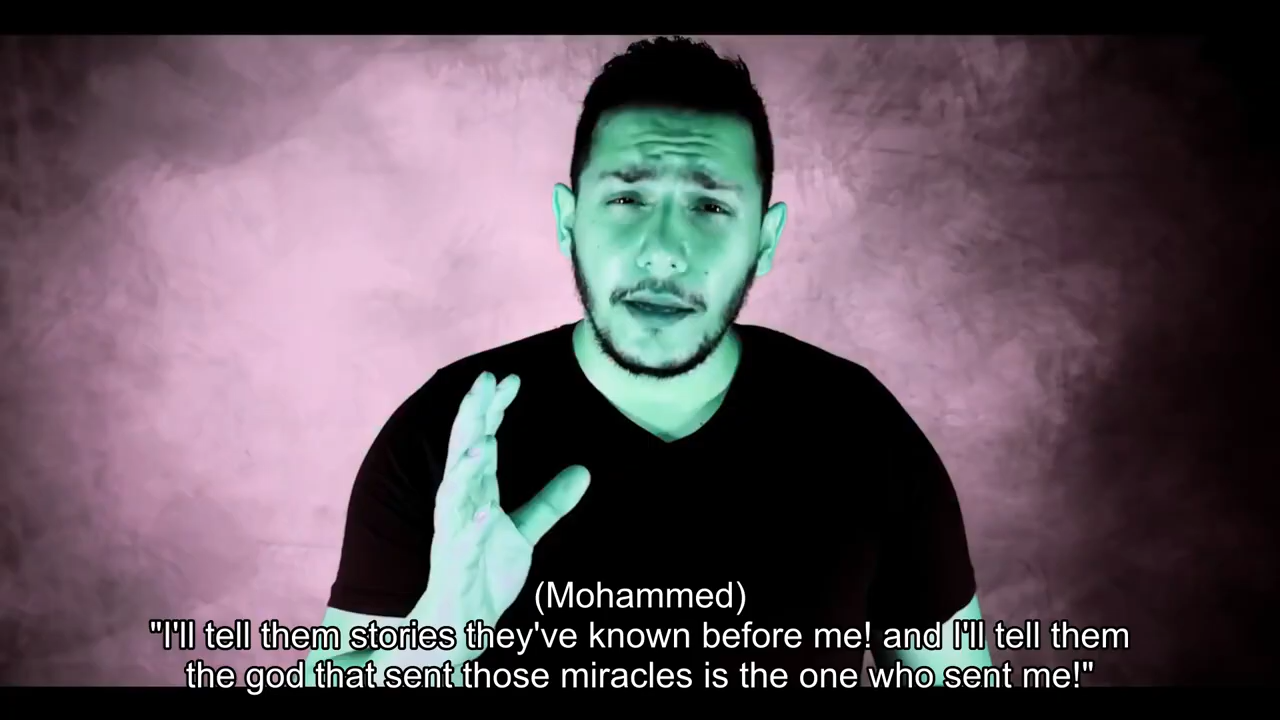 (Mohammed)
"I'll tell them stories they've known before me! and I'll tell them
the god that sent those miracles is the one who sent me!"